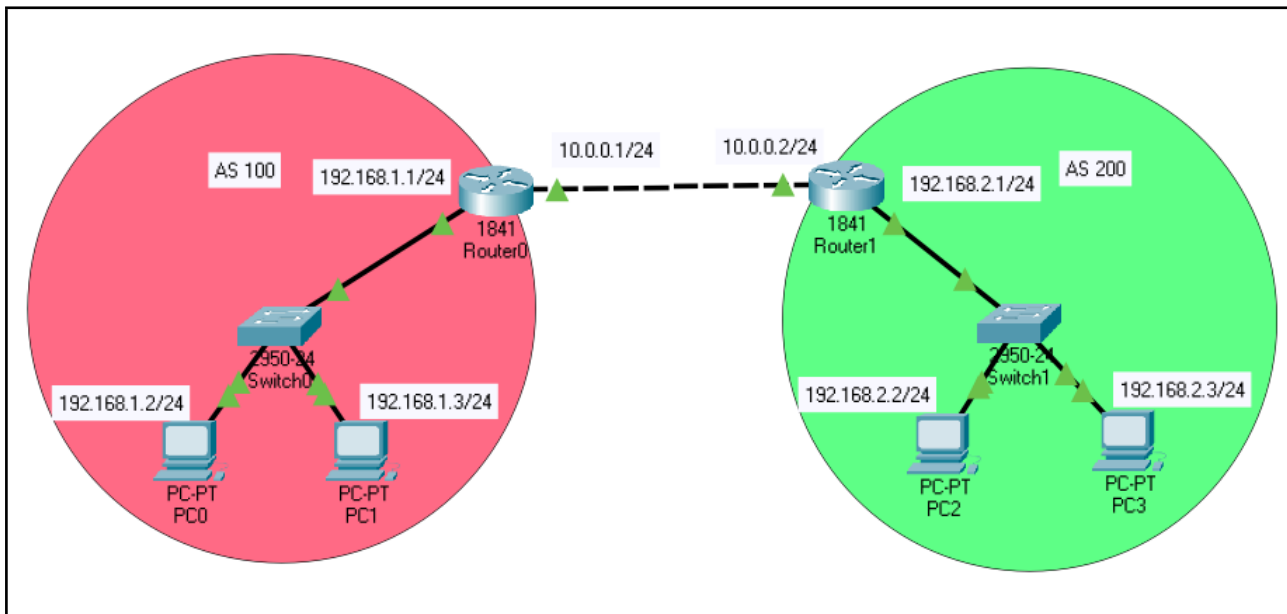 AS 100
192.168.1.1/24
10.0.0.1/24
10.0.0.2/24
192.168.2.1/24
AS 200
1841
Router0
1841
Router1
2950-24
Switch0
2950-24
Switch1
192.168.1.2/24
192.168.1.3/24
192.168.2.2/24
192.168.2.3/24
PC-PT
PC0
PC-PT
PC1
PC-PT
PC2
PC-PT
PC3